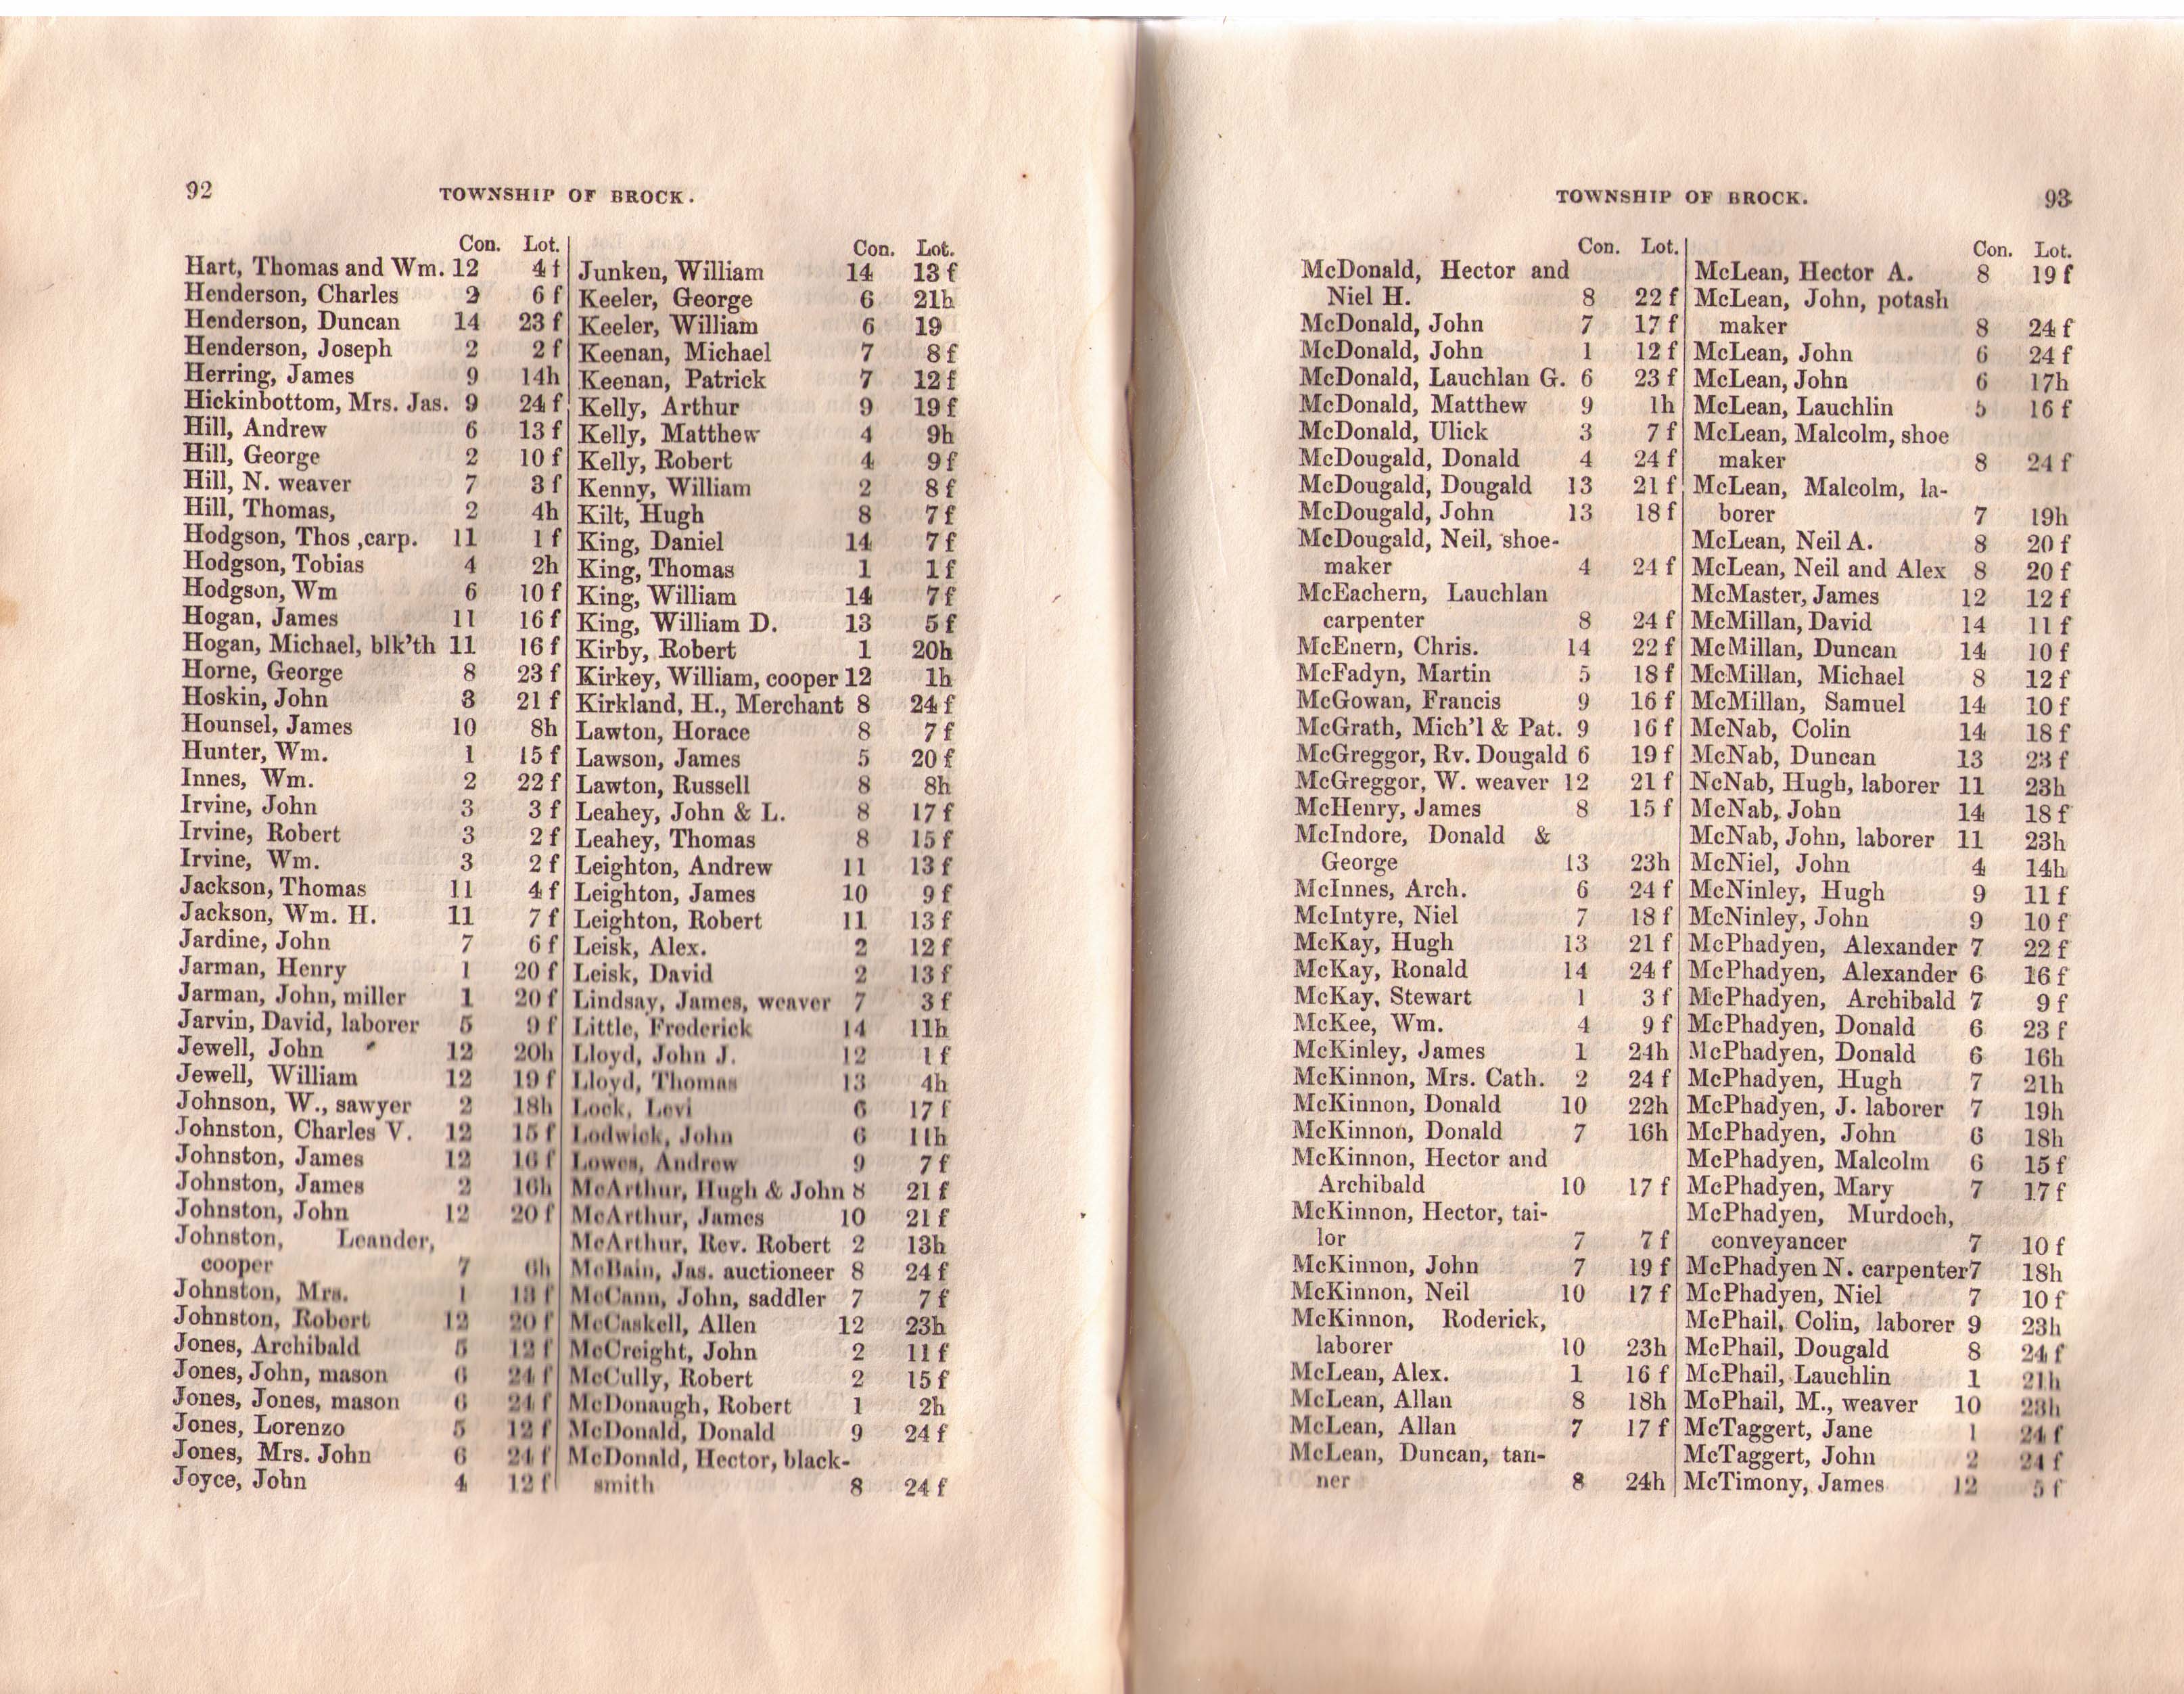 92
TOWNSHIP OF BROCK.
Con. Lot.
Hart, Thomas and Wm. 12 4 f
Henderson, Charles 2 6 f
Henderson, Duncan 14 23 f
Henderson, Joseph 2 2 f
Herring, James 9 14h
Hickinbottom, Mrs. Jas. 9 24 f
Hill, Andrew 6 13 f
Hill, George 2 10 f
Hill, N. weaver 7 3 f
Hill, Thomas, 2 4h
Hodgson, Thos ,carp. 11 1 f
Hodgson, Tobias 4 2h
Hodgson, Wm 6 10 f
Hogan, James 11 16 f
Hogan, Michael, blk'th 11 16 f
Horne, George 8 23 f
Hoskin, John 3 21 f
Hounsel, James 10 8h
Hunter, Wm. 1 15 f
Innes, Wm. 2 22 f
Irvine, John 3 3 f
Irvine, Robert 3 2 f
Irvine, Wm. 3 2 f
Jackson, Thomas 11 4 f
Jackson, Wm. H. 11 7 f
Jardine, John 7 6 f
Jarman, Henry 1 20 f
Jarman, John, miller 1 20 f
Jarvin, David, laborer 5 9 f
Jewell, John 12 20h
Jewell, William 12 19 f
Johnson, W., sawyer 2 18h
Johnston, Charles V. 12 15 f
Johnston, James 12 16 f
Johnston, James 2 16h
Johnston, John 12 20 f
Johnston, Leander,
cooper 7 6h
Johnston, Mrs. 1 13 f
Johnston, Robert 12 20 f
Jones, Archibald 5 12 f
Jones, John, mason 6 24 f
Jones, Jones, mason 6 24 f
Jones, Lorenzo 5 12 f
Jones, Mrs. John 6 24 f
Joyce, John 4 12 f
Con. Lot.
Junken, William 14 13 f
Keeler, George 6 21h
Keeler, William 6 19
Keenan, Michael 7 8 f
Keenan, Patrick 7 12 f
Kelly, Arthur 9 19 f
Kelly, Matthew 4 9h
Kelly, Robert 4 9 f
Kenny, William 2 8 f
Kilt, Hugh 8 7 f
King, Daniel 14 7 f
King, Thomas 1 1 f
King, William 14 7 f
King, William D. 13 5 f
Kirby, Robert 1 20h
Kirkey, William, cooper 12 1h
Kirkland, H., Merchant 8 24 f
Lawton, Horace 8 7 f
Lawson, James 5 20 f
Lawton, Russell 8 8h
Leahey, John & L. 8 17 f
Leahey, Thomas 8 15 f
Leighton, Andrew 11 13 f
Leighton, James 10 9 f
Leighton, Robert 11 13 f
Leisk, Alex. 2 12 f
Leisk, David 2 13 f
Lindsay, James, weaver 7 3 f
Little, Frederick 14 11h
Lloyd, John J. 12 1 f
Lloyd, Thomas 13 4h
Lock, Levi 6 17 f
Lodwick, John 6 11h
Lowes, Andrew 9 7 f
McArthur, Hugh & John 8 21 f
McArthur, James 10 21 f
McArthur, Rev. Robert 2 13h
McBain, Jas. auctioneer 8 24 f
McCann, John, saddler 7 7 f
McCaskell, Allen 12 23h
McCreight, John 2 11 f
McCully, Robert 2 15 f
McDonaugh, Robert 1 2h
McDonald, Donald 9 24 f
McDonald, Hector, black-
smith 8 24 f
TOWNSHIP OF BROCK.
93
Con. Lot.
McDonald, Hector and
Niel H. 8 22 f
McDonald, John 7 17 f
McDonald, John 1 12 f
McDonald, Lauchlan G. 6 23 f
McDonald, Matthew 9 1h
McDonald, Ulick 3 7 f
McDougald, Donald 4 24 f
McDougald, Dougald 13 21 f
McDougald, John 13 18 f
McDougald, Neil, shoe-
maker 4 24 f
McEachern, Lauchlan
carpenter 8 24 f
McEnern, Chris. 14 22 f
McFadyn, Martin 5 18 f
McGowan, Francis 9 16 f
McGrath, Mich'l & Pat. 9 16 f
McGreggor, Rv. Dougald 6 19 f
McGreggor, W. weaver 12 21 f
McHenry, James 8 15 f
McIndore, Donald &
George 13 23h
McInnes, Arch. 6 24 f
McIntyre, Niel 7 18 f
McKay, Hugh 13 21 f
McKay, Ronald 14 24 f
McKay, Stewart 1 3 f
McKee, Wm. 4 9 f
McKinley, James 1 24h
McKinnon, Mrs. Cath. 2 24 f
McKinnon, Donald 10 22h
McKinnon, Donald 7 16h
McKinnon, Hector and
Archibald 10 17 f
McKinnon, Hector, tai-
lor 7 7 f
McKinnon, John 7 19 f
McKinnon, Neil 10 17 f
McKinnon, Roderick,
laborer 10 23h
McLean, Alex. 1 16 f
McLean, Allan 8 18h
McLean, Allan 7 17 f
McLean, Duncan, tan-
ner 8 24h
Con. Lot.
McLean, Hector A. 8 19 f
McLean, John, potash
maker 8 24 f
McLean, John 6 24 f
McLean, John 6 17h
McLean, Lauchlin 5 16 f
McLean, Malcolm, shoe
maker 8 24 f
McLean, Malcolm, la-
borer 7 19h
McLean, Neil A. 8 20 f
McLean, Neil and Alex 8 20 f
McMaster, James 12 12 f
McMillan, David 14 11 f
McMillan, Duncan 14 10 f
McMillan, Michael 8 12 f
McMillan, Samuel 14 10 f
McNab, Colin 14 18 f
McNab, Duncan 13 23 f
NcNab, Hugh, laborer 11 23h
McNab, John 14 18 f
McNab, John, laborer 11 23h
McNiel, John 4 14h
McNinley, Hugh 9 11 f
McNinley, John 9 10 f
McPhadyen, Alexander 7 22 f
McPhadyen, Alexander 6 16 f
McPhadyen, Archibald 7 9 f
McPhadyen, Donald 6 23 f
McPhadyen, Donald 6 16h
McPhadyen, Hugh 7 21h
McPhadyen, J. laborer 7 19h
McPhadyen, John 6 18h
McPhadyen, Malcolm 6 15 f
McPhadyen, Mary 7 17 f
McPhadyen, Murdoch,
conveyancer 7 10 f
McPhadyen N. carpenter7 18h
McPhadyen, Niel 7 10 f
McPhail, Colin, laborer 9 23h
McPhail, Dougald 8 24 f
McPhail, Lauchlin 1 21h
McPhail, M., weaver 10 23h
McTaggert, Jane 1 24 f
McTaggert, John 2 24 f
McTimony, James 12 5 f